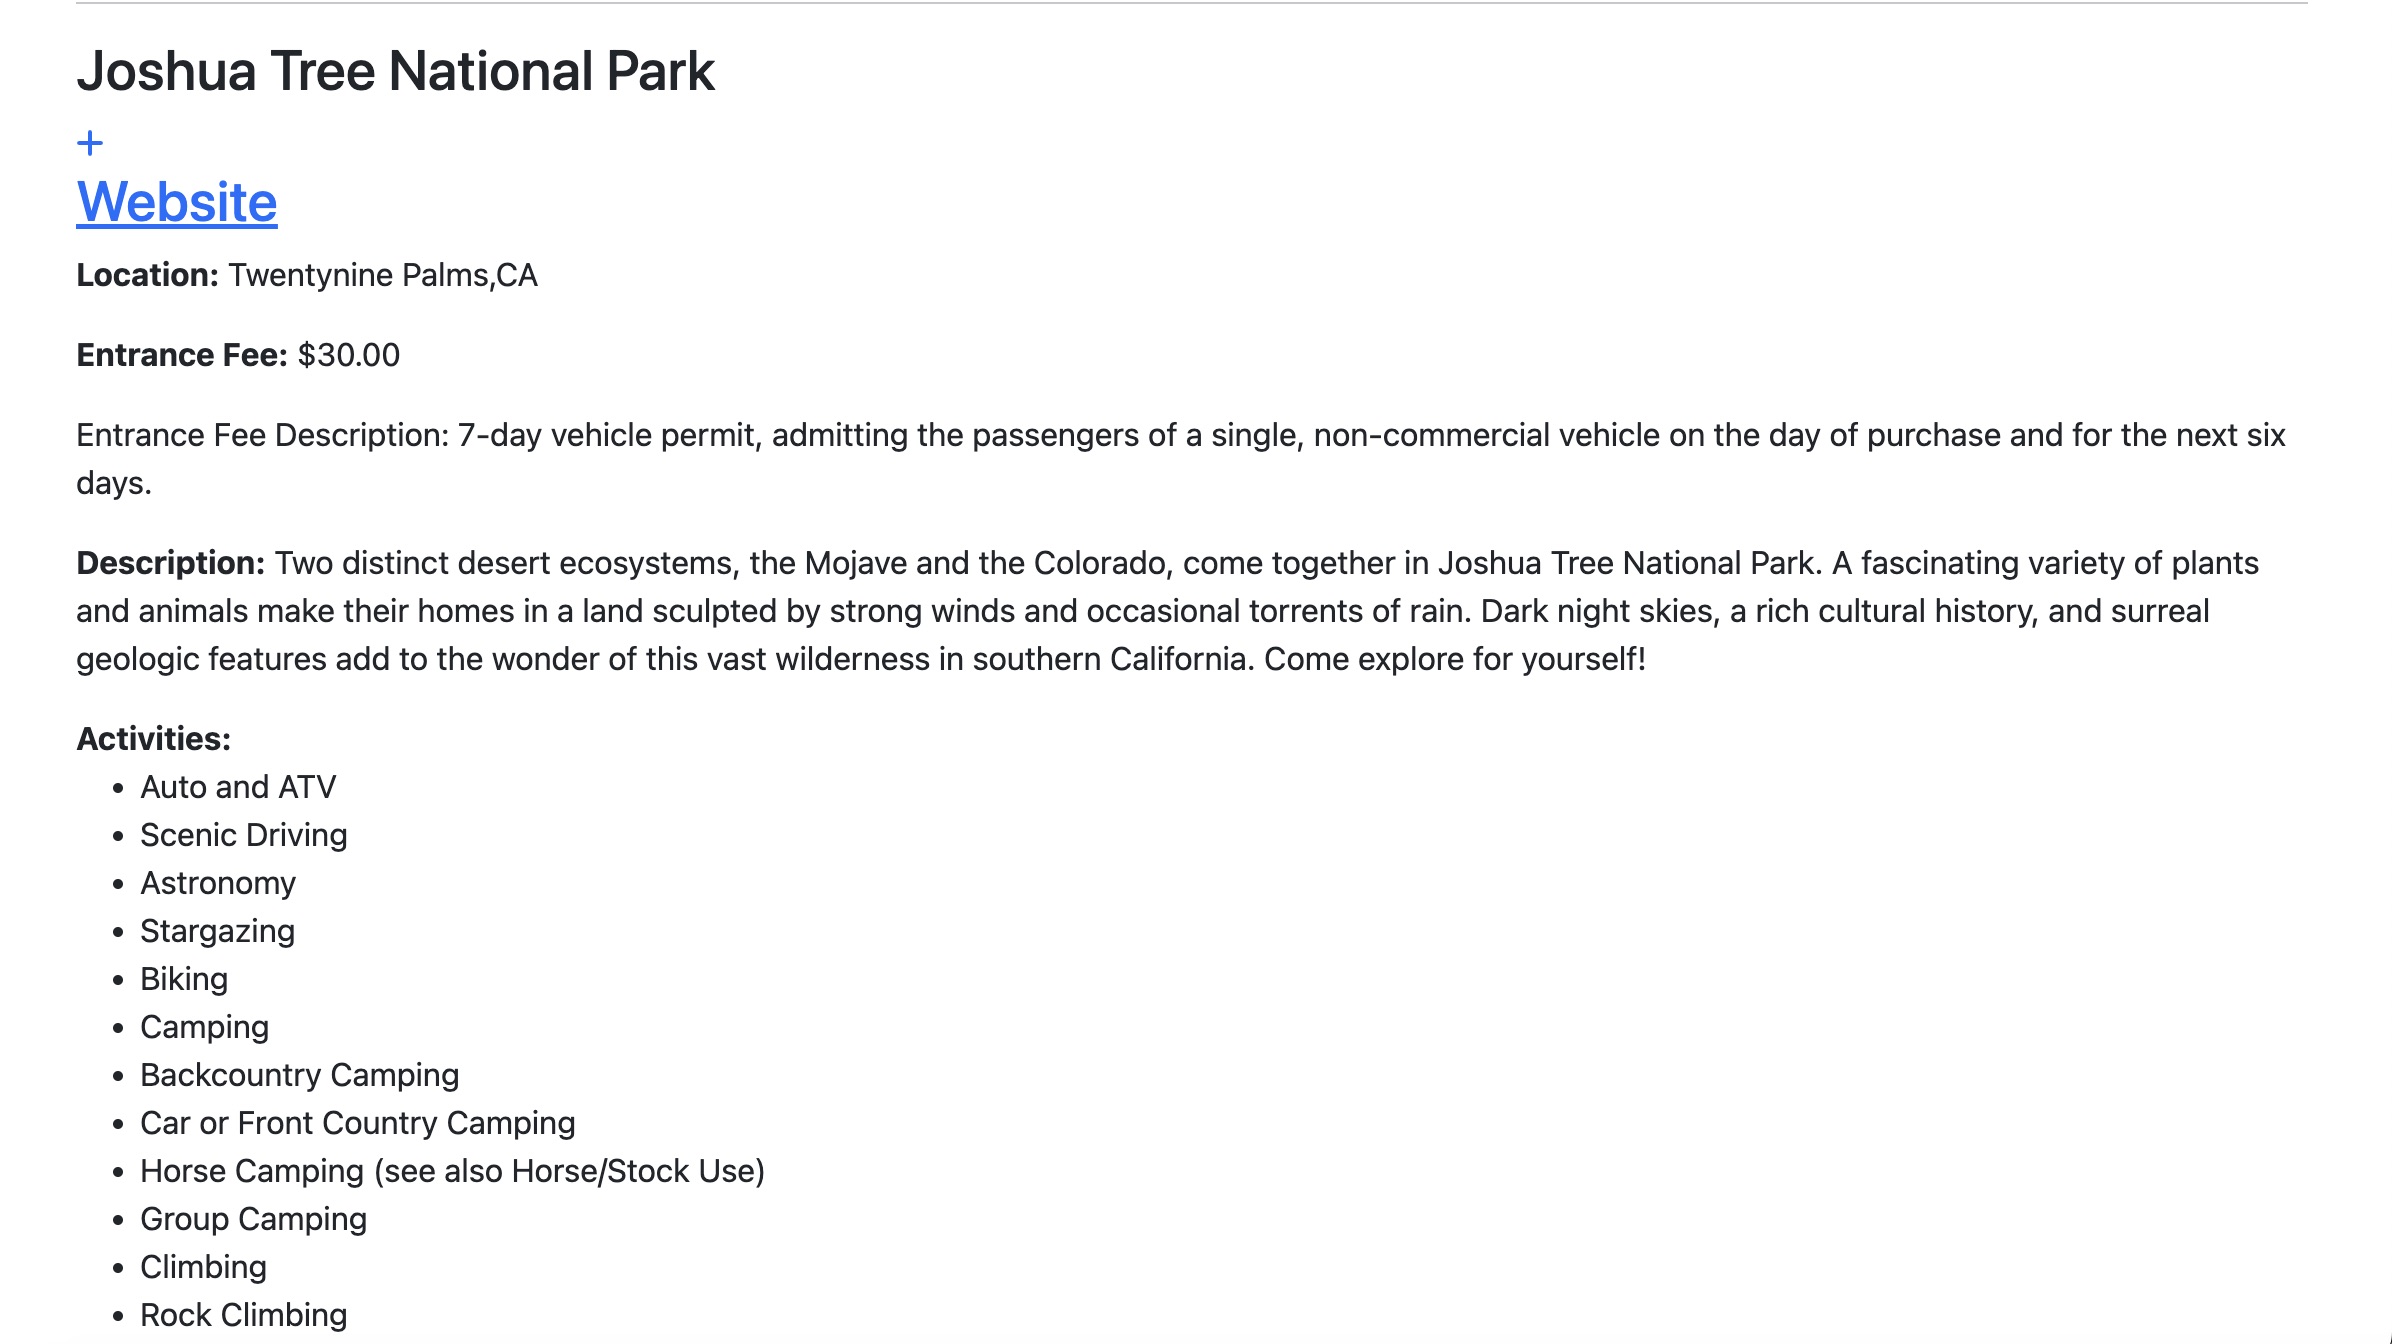 Joshua Tree National Park
+
Website
Location: Twentynine Palms,CA
Entrance Fee: $30.00
Entrance Fee Description: 7-day vehicle permit, admitting the passengers of a single, non-commercial vehicle on the day of purchase and for the next six
days.
Description: Two distinct desert ecosystems, the Mojave and the Colorado, come together in Joshua Tree National Park. A fascinating variety of plants
and animals make their homes in a land sculpted by strong winds and occasional torrents of rain. Dark night skies, a rich cultural history, and surreal
geologic features add to the wonder of this vast wilderness in southern California. Come explore for yourself!
Activities:
• Auto and ATV
• Scenic Driving
• Astronomy
• Stargazing
• Biking
• Camping
• Backcountry Camping
• Car or Front Country Camping
• Horse Camping (see also Horse/Stock Use)
• Group Camping
• Climbing
• Rock Climbing